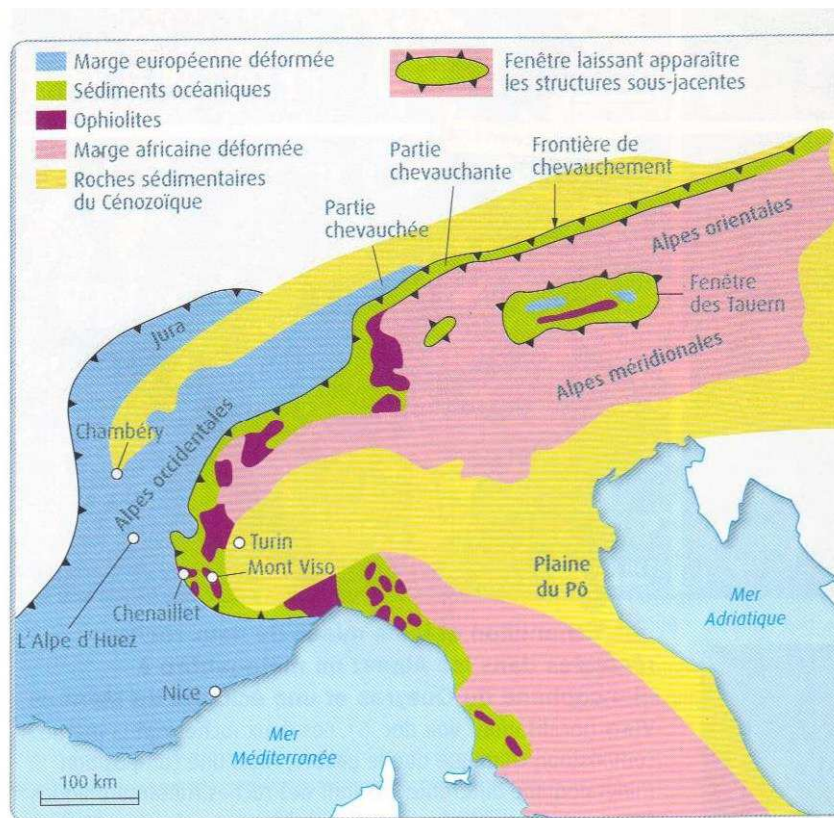 Marge européenne déformée
Sédiments océaniques
Ophiolites
Marge africaine déformée
Roches sédimentaires
du Cénozoïque
Fenêtre laissant apparaître
les structures sous-jacentes
Partie
chevauchante
Frontière de
chevauchement
Partie
chevauchée
Alpes orientales
Fenêtre
des Tauern
Jura
Alpes méridionales
Chambéry
Alpes occidentales
Turin
Mont Viso
Plaine
du Pô
Chenaillet
Mer
Adriatique
L'Alpe d'Huez
Nice
Mer
Méditerranée
100 km